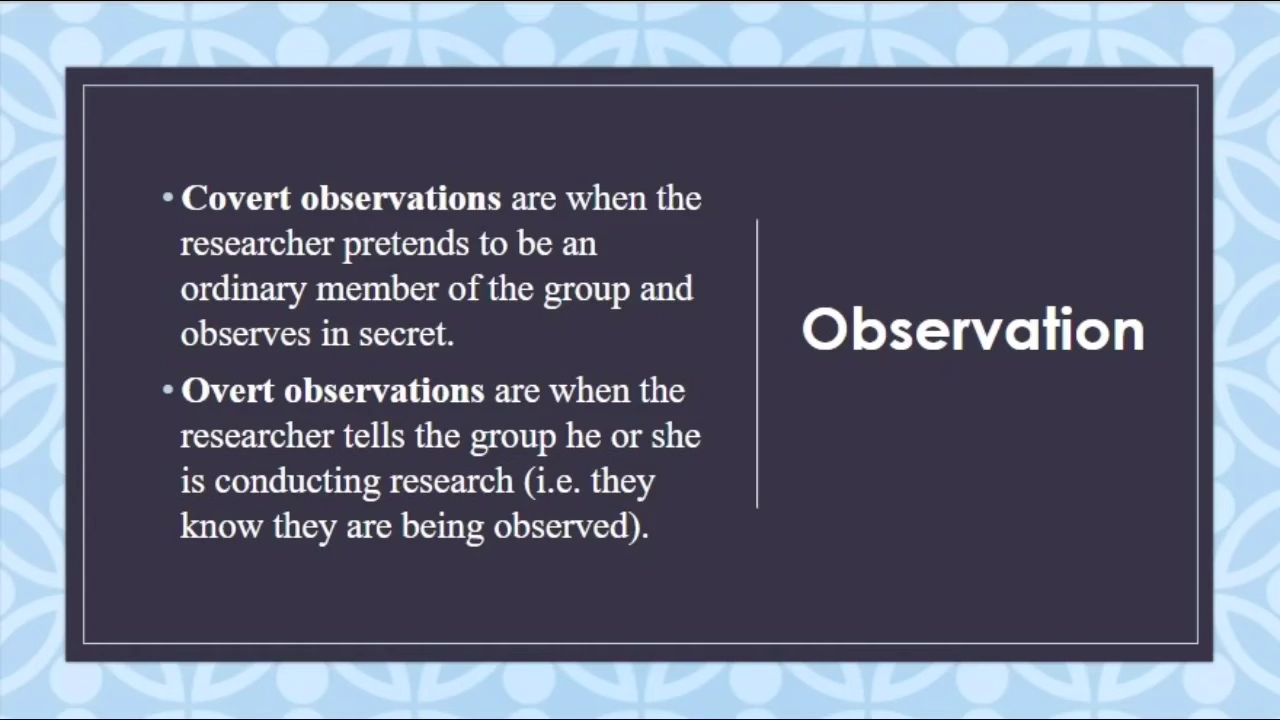 • Covert observations are when the
researcher pretends to be an
ordinary member of the group and
observes in secret.
• Overt observations are when the
researcher tells the group he or she
is conducting research (i.e. they
know they are being observed).
Observation